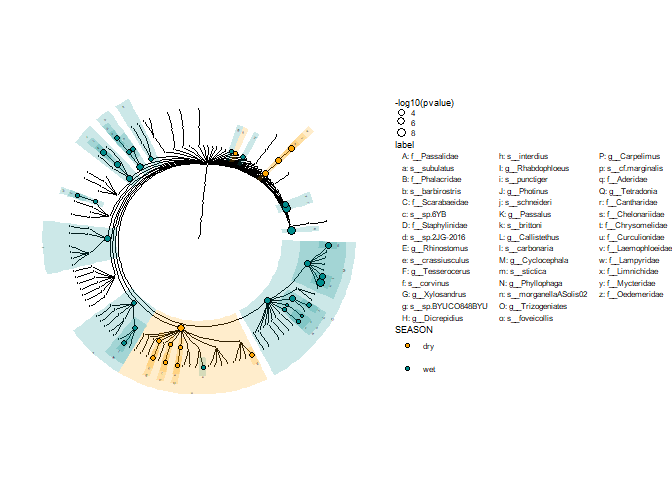 -log10(pvalue)
4
6
8
label
A: f__Passalidae h: s__interdius P: g__Carpelimus
a: s__subulatus I: g__Rhabdophloeus p: s__cf.marginalis
B: f__Phalacridae i: s__punctiger q: f__Aderidae
b: s__barbirostris J: g__Photinus Q: g__Tetradonia
C: f__Scarabaeidae j: s__schneideri r: f__Cantharidae
c: s__sp.6YB K: g__Passalus s: f__Chelonariidae
D: f__Staphylinidae k: s__brittoni t: f__Chrysomelidae
d: s__sp.2JG-2016 L: g__Callistethus u: f__Curculionidae
E: g__Rhinostomus l: s__carbonaria v: f__Laemophloeidae
e: s__crassiusculus M: g__Cyclocephala w: f__Lampyridae
F: g__Tesserocerus m: s__stictica x: f__Limnichidae
f: s__corvinus N: g__Phyllophaga y: f__Mycteridae
G: g__Xylosandrus n: s__morganellaASolis02 z: f__Oedemeridae
g: s__sp.BYUCO648BYU O: g__Trizogeniates
H: g__Dicrepidius o: s__foveicollis
SEASON
dry
wet